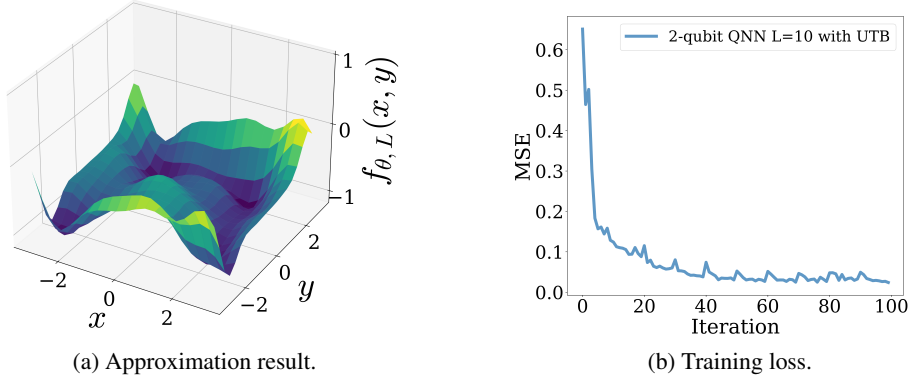 1
0
−1
f_{θ, L}(x, y)
2
0
−2
y
−2
0
2
x
(a) Approximation result.
2-qubit QNN L=10 with UTB
MSE
0.6
0.5
0.4
0.3
0.2
0.1
0.0
0
20
40
60
80
100
Iteration
(b) Training loss.